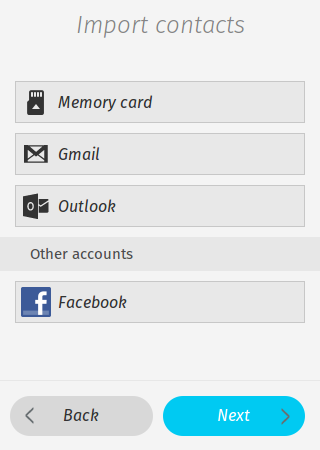 Import contacts
Memory card
Gmail
Outlook
Other accounts
Facebook
Back
Next